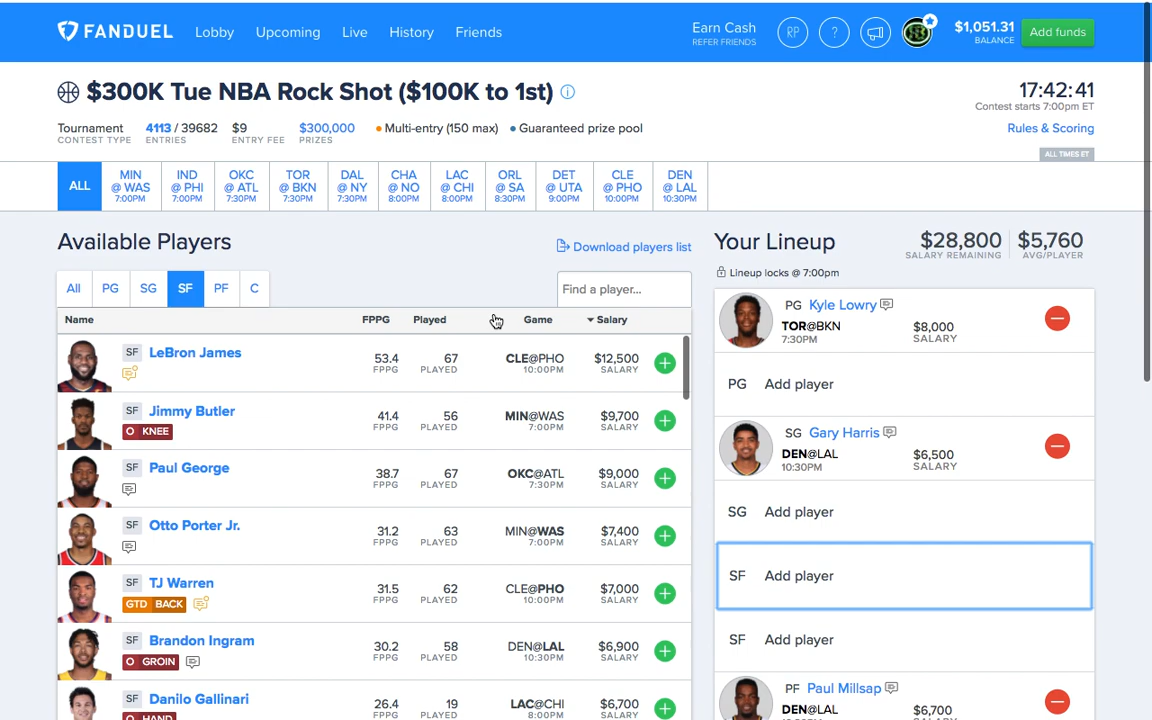 FANDUEL
Lobby
Upcoming
Live
History
Friends
Earn Cash
REFER FRIENDS
RP
?
$1,051.31
BALANCE
Add funds
$300K Tue NBA Rock Shot ($100K to 1st)
17:42:41
Contest starts 7:00pm ET
Tournament
CONTEST TYPE
4113 / 39682
ENTRIES
$9
ENTRY FEE
$300,000
PRIZES
Multi-entry (150 max)
Guaranteed prize pool
Rules & Scoring
ALL TIMES ET
ALL
MIN
@ WAS
7:00PM
IND
@ PHI
7:00PM
OKC
@ ATL
7:30PM
TOR
@ BKN
7:30PM
DAL
@ NY
7:30PM
CHA
@ NO
8:00PM
LAC
@ CHI
8:00PM
ORL
@ SA
8:30PM
DET
@ UTA
9:00PM
CLE
@ PHO
10:00PM
DEN
@ LAL
10:30PM
Available Players
Download players list
All
PG
SG
SF
PF
C
Find a player...
Name
FPPG
Played
Game
Salary
SF LeBron James
53.4
FPPG
67
PLAYED
CLE@PHO
10:00PM
$12,500
SALARY
SF Jimmy Butler
O KNEE
41.4
FPPG
56
PLAYED
MIN@WAS
7:00PM
$9,700
SALARY
SF Paul George
38.7
FPPG
67
PLAYED
OKC@ATL
7:30PM
$9,000
SALARY
SF Otto Porter Jr.
31.2
FPPG
63
PLAYED
MIN@WAS
7:00PM
$7,400
SALARY
SF TJ Warren
GTD BACK
31.5
FPPG
62
PLAYED
CLE@PHO
10:00PM
$7,000
SALARY
SF Brandon Ingram
O GROIN
30.2
FPPG
58
PLAYED
DEN@LAL
10:30PM
$6,900
SALARY
SF Danilo Gallinari
O HAND
26.4
FPPG
19
PLAYED
LAC@CHI
8:00PM
$6,700
SALARY
Your Lineup
$28,800
SALARY REMAINING
$5,760
AVG/PLAYER
Lineup locks @ 7:00pm
PG Kyle Lowry
TOR@BKN
7:30PM
$8,000
SALARY
PG Add player
SG Gary Harris
DEN@LAL
10:30PM
$6,500
SALARY
SG Add player
SF Add player
SF Add player
PF Paul Millsap
DEN@LAL
$6,700